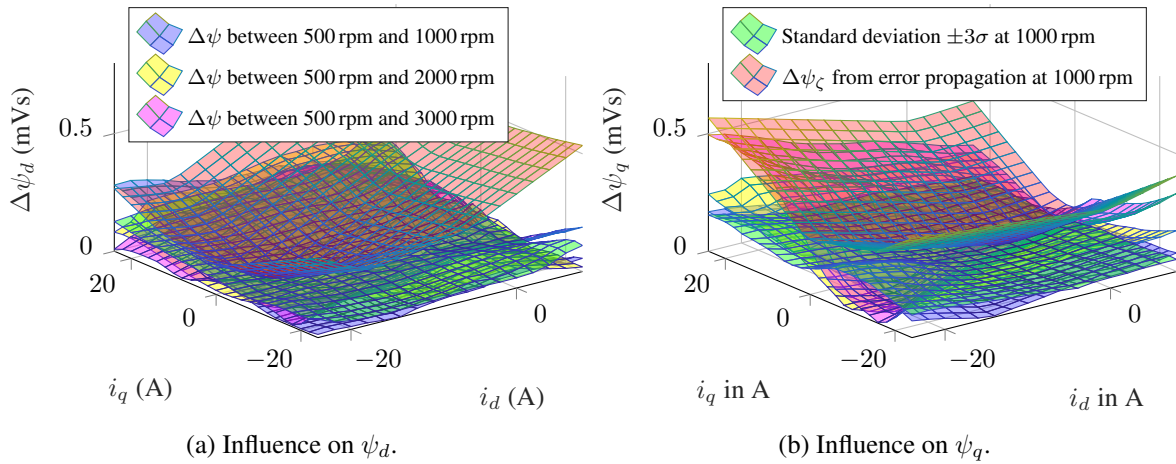 Δψ between 500 rpm and 1000 rpm
Δψ between 500 rpm and 2000 rpm
Δψ between 500 rpm and 3000 rpm
0.5
0
Δψ_d (mVs)
20
0
−20
−20
0
i_q (A)
i_d (A)
(a) Influence on ψ_d.
Standard deviation ±3σ at 1000 rpm
Δψ_ζ from error propagation at 1000 rpm
0.5
0
Δψ_q (mVs)
20
0
−20
−20
0
i_q in A
i_d in A
(b) Influence on ψ_q.